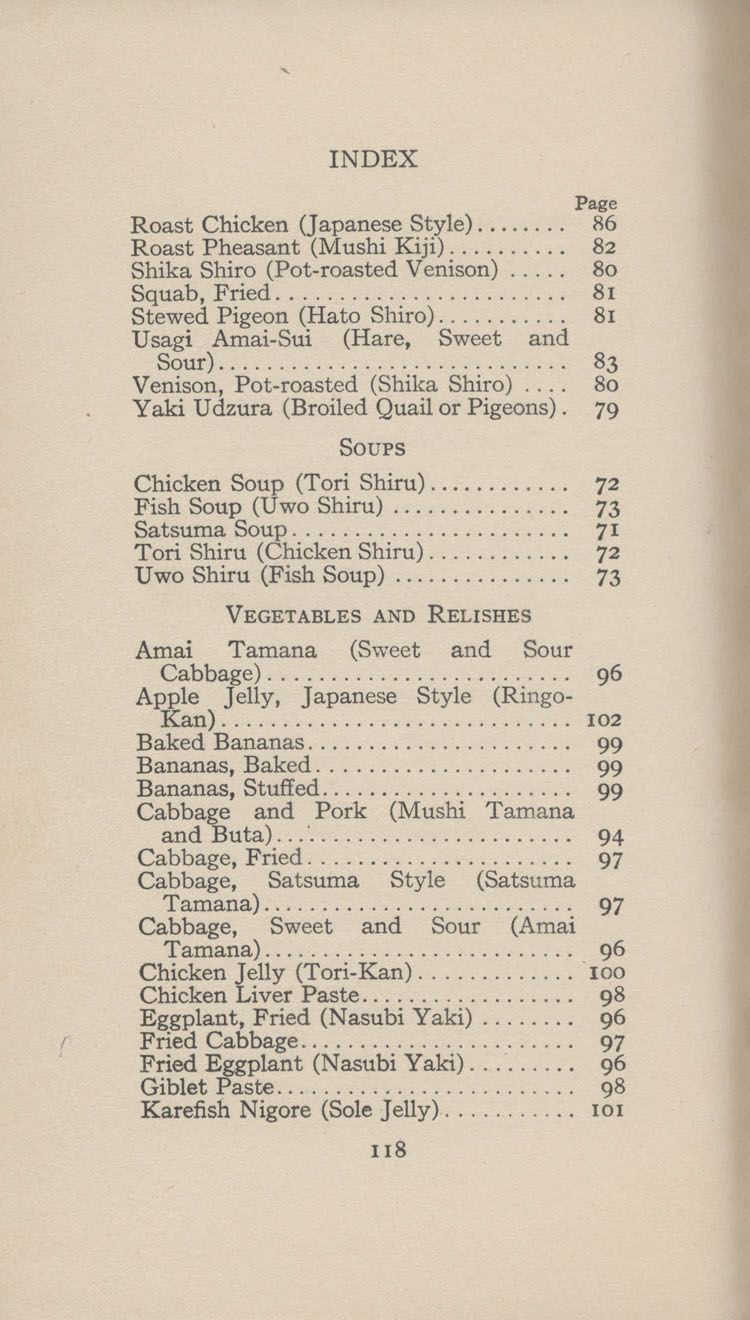 INDEX
Page
Roast Chicken (Japanese Style)........ 86
Roast Pheasant (Mushi Kiji).......... 82
Shika Shiro (Pot-roasted Venison) ..... 80
Squab, Fried....................... 81
Stewed Pigeon (Hato Shiro)........... 81
Usagi Amai-Sui (Hare, Sweet and
Sour)............................ 83
Venison, Pot-roasted (Shika Shiro) .... 80
Yaki Udzura (Broiled Quail or Pigeons). 79
SOUPS
Chicken Soup (Tori Shiru)............ 72
Fish Soup (Uwo Shiru) ............... 73
Satsuma Soup...................... 71
Tori Shiru (Chicken Shiru)............ 72
Uwo Shiru (Fish Soup) ............... 73
VEGETABLES AND RELISHES
Amai Tamana (Sweet and Sour
Cabbage)........................ 96
Apple Jelly, Japanese Style (Ringo-
Kan)............................ 102
Baked Bananas..................... 99
Bananas, Baked.................... 99
Bananas, Stuffed.................... 99
Cabbage and Pork (Mushi Tamana
and Buta)........................ 94
Cabbage, Fried..................... 97
Cabbage, Satsuma Style (Satsuma
Tamana)......................... 97
Cabbage, Sweet and Sour (Amai
Tamana)......................... 96
Chicken Jelly (Tori-Kan)............. 100
Chicken Liver Paste................. 98
Eggplant, Fried (Nasubi Yaki) ........ 96
Fried Cabbage...................... 97
Fried Eggplant (Nasubi Yaki)......... 96
Giblet Paste........................ 98
Karefish Nigore (Sole Jelly)........... 101
118